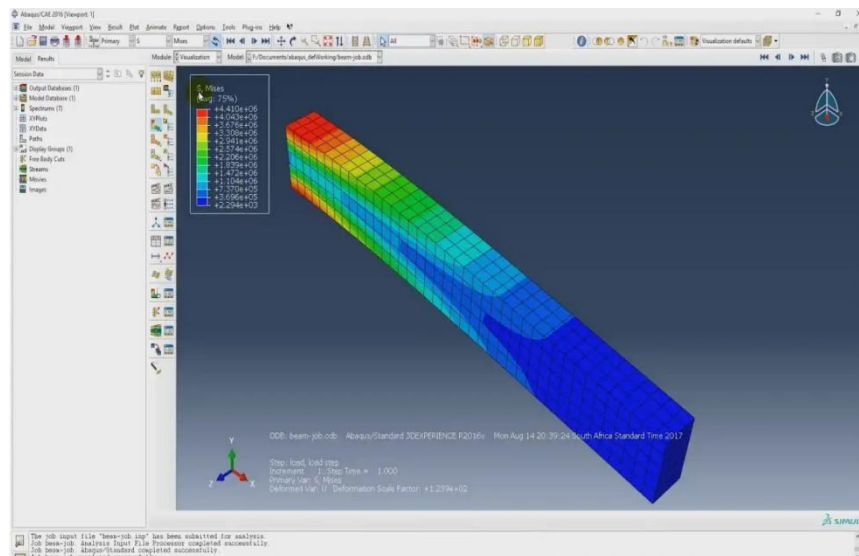 Abaqus/CAE 2016 [Viewport: 1]
File Model Viewport View Result Plot Animate Report Options Tools Plug-ins Help
Primary S Mises All Visualization defaults
Model Results Module: Visualization Model: F:/Documents/abaqus_def/Working/beam-job.odb
Session Data
Output Databases (1)
Model Database (1)
Spectrums (7)
XYPlots
XYData
Paths
Display Groups (1)
Free Body Cuts
Streams
Movies
Images
S, Mises
(Avg: 75%)
+4.410e+06
+4.043e+06
+3.676e+06
+3.308e+06
+2.941e+06
+2.574e+06
+2.206e+06
+1.839e+06
+1.472e+06
+1.104e+06
+7.370e+05
+3.696e+05
+2.294e+03
ODB: beam-job.odb Abaqus/Standard 3DEXPERIENCE R2016x Mon Aug 14 20:39:24 South Africa Standard Time 2017
Y
Z X
Step: load, load step
Increment 1: Step Time = 1.000
Primary Var: S, Mises
Deformed Var: U Deformation Scale Factor: +1.239e+02
SIMULI
The job input file "beam-job.inp" has been submitted for analysis.
Job beam-job: Analysis Input File Processor completed successfully.
Job beam-job: Abaqus/Standard completed successfully.